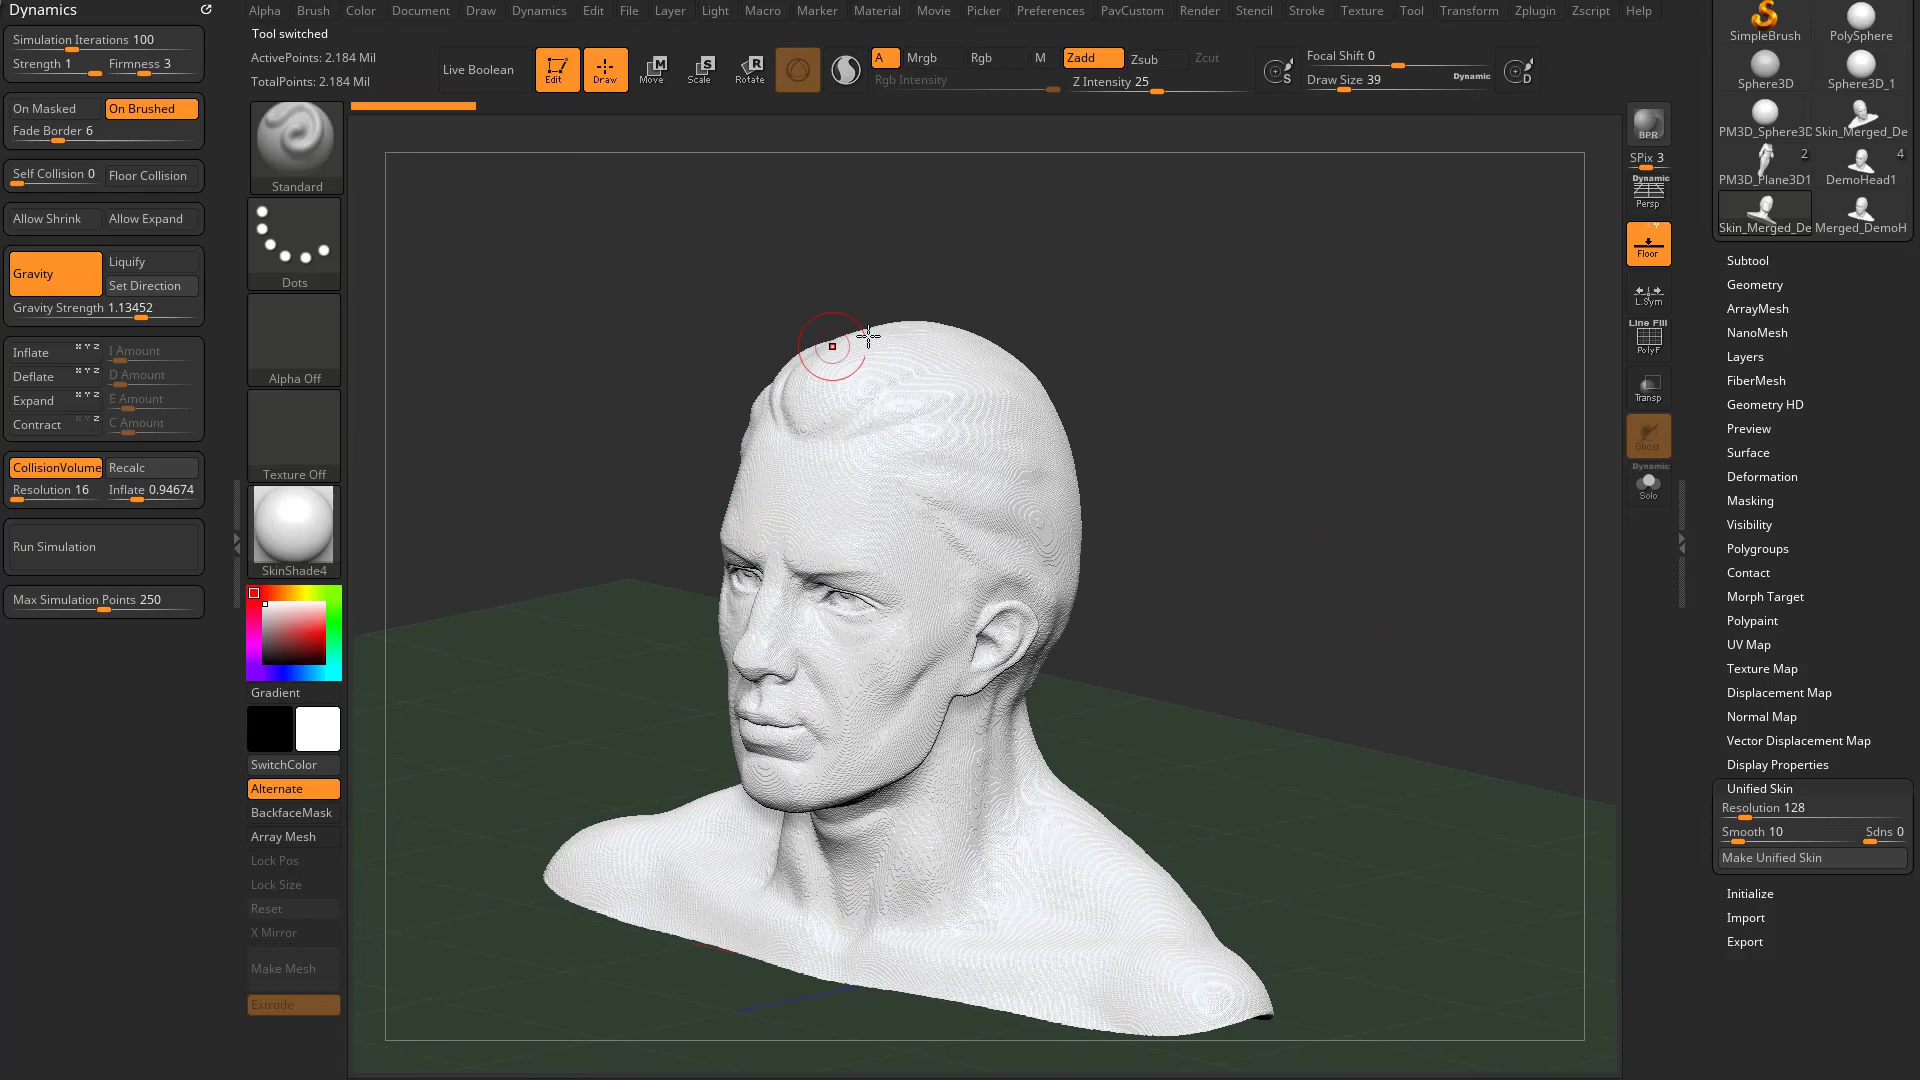 Dynamics
Alpha Brush Color Document Draw Dynamics Edit File Layer Light Macro Marker Material Movie Picker Preferences PavCustom Render Stencil Stroke Texture Tool Transform Zplugin Zscript Help
Tool switched
ActivePoints: 2.184 Mil
TotalPoints: 2.184 Mil
Live Boolean
Edit
Draw
Move
Scale
Rotate
A
Mrgb
Rgb
M
Zadd
Zsub
Zcut
Rgb Intensity
Z Intensity 25
Focal Shift 0
Draw Size 39
Dynamic
Simulation Iterations 100
Strength 1
Firmness 3
On Masked
On Brushed
Fade Border 6
Self Collision 0
Floor Collision
Allow Shrink
Allow Expand
Gravity
Liquify
Set Direction
Gravity Strength 1.13452
Inflate
I Amount
Deflate
D Amount
Expand
E Amount
Contract
C Amount
CollisionVolume
Recalc
Resolution 16
Inflate 0.94674
Run Simulation
Max Simulation Points 250
Standard
Dots
Alpha Off
Texture Off
SkinShade4
Gradient
SwitchColor
Alternate
BackfaceMask
Array Mesh
Lock Pos
Lock Size
Reset
X Mirror
Make Mesh
Extrude
BPR
SPix 3
Dynamic
Persp
Floor
L.Sym
Line Fill
PolyF
Transp
Ghost
Dynamic
Solo
SimpleBrush
PolySphere
Sphere3D
Sphere3D_1
PM3D_Sphere3D
Skin_Merged_De
2
4
PM3D_Plane3D1
DemoHead1
Skin_Merged_De
Merged_DemoH
Subtool
Geometry
ArrayMesh
NanoMesh
Layers
FiberMesh
Geometry HD
Preview
Surface
Deformation
Masking
Visibility
Polygroups
Contact
Morph Target
Polypaint
UV Map
Texture Map
Displacement Map
Normal Map
Vector Displacement Map
Display Properties
Unified Skin
Resolution 128
Smooth 10
Sdns 0
Make Unified Skin
Initialize
Import
Export